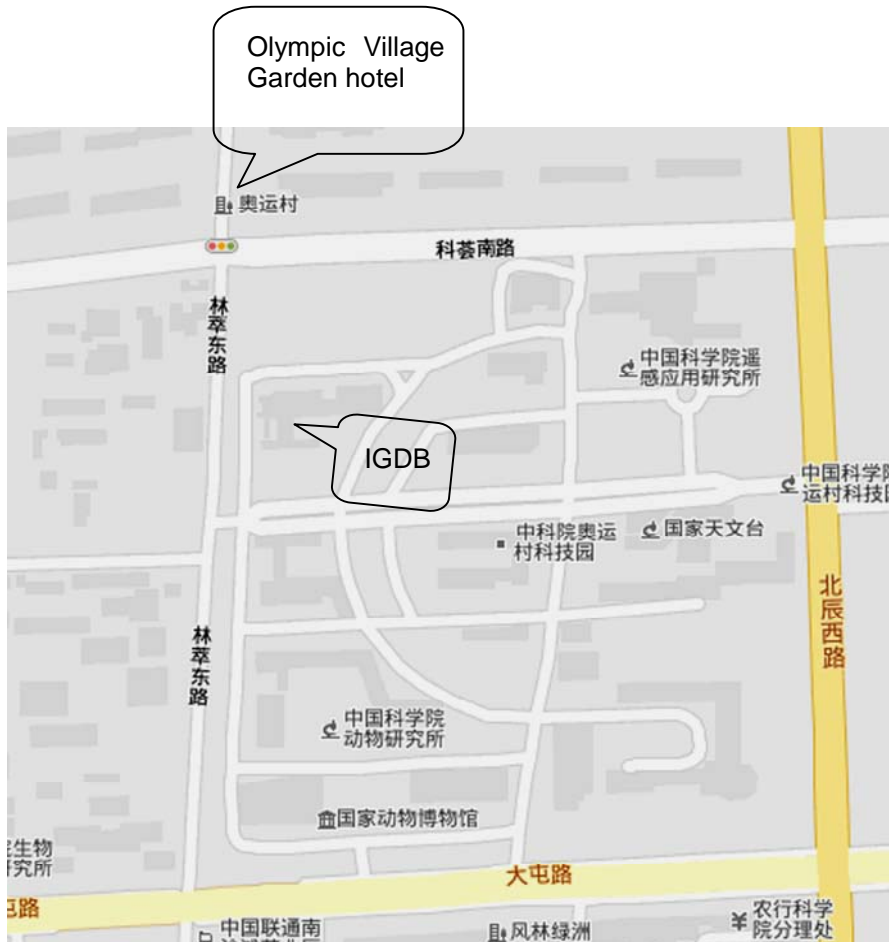 Olympic Village
Garden hotel
奥运村
科荟南路
林萃东路
中国科学院遥
感应用研究所
IGDB
中国科学院
运村科技园
中科院奥运
村科技园
国家天文台
北辰西路
林萃东路
中国科学院
动物研究所
国家动物博物馆
生物
研究所
大屯路
屯路
中国联通南
风林绿洲
农行科学
院分理处